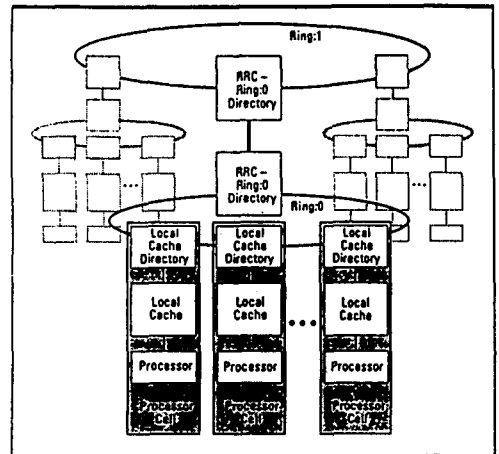 Ring:1
RRC –
Ring:0
Directory
RRC –
Ring:0
Directory
Ring:0
Local
Cache
Directory
Local
Cache
Directory
Local
Cache
Directory
Local
Cache
Local
Cache
Local
Cache
Processor
Processor
Processor
Processor
Cell
Processor
Cell
Processor
Cell